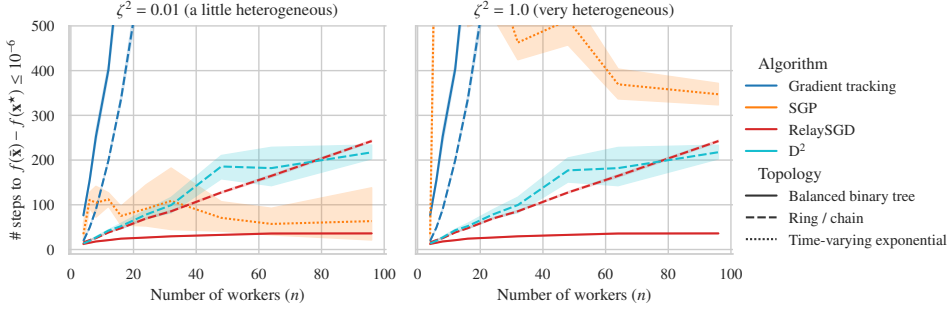 ζ² = 0.01 (a little heterogeneous)
ζ² = 1.0 (very heterogeneous)
# steps to f(x̄) − f(x⋆) ≤ 10⁻⁶
500
400
300
200
100
0
0 20 40 60 80 100
0 20 40 60 80 100
Number of workers (n)
Number of workers (n)
Algorithm
Gradient tracking
SGP
RelaySGD
D²
Topology
Balanced binary tree
Ring / chain
Time-varying exponential